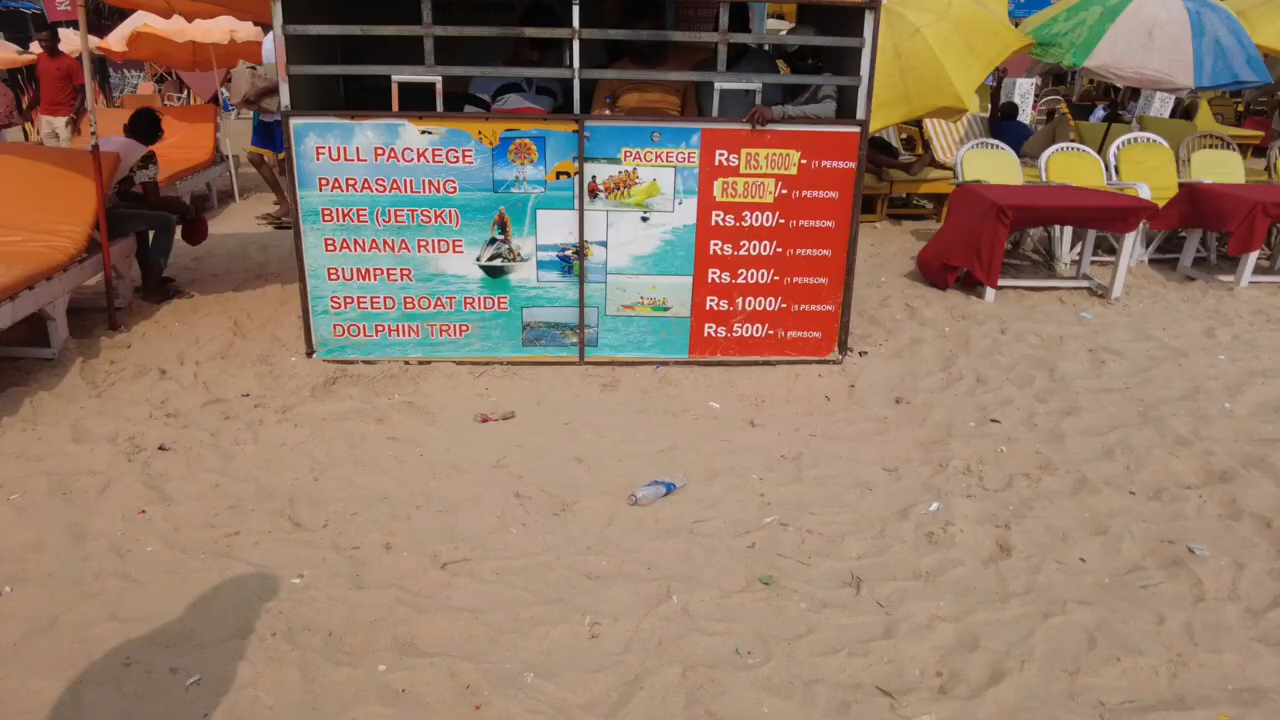 FULL PACKEGE PACKEGE Rs RS.1600/-/- (1 PERSON
PARASAILING RS.800/-/- (1 PERSON)
BIKE (JETSKI) Rs.300/- (1 PERSON)
BANANA RIDE Rs.200/- (1 PERSON)
BUMPER Rs.200/- (1 PERSON)
SPEED BOAT RIDE Rs.1000/- (5 PERSON)
DOLPHIN TRIP Rs.500/- (1 PERSON)